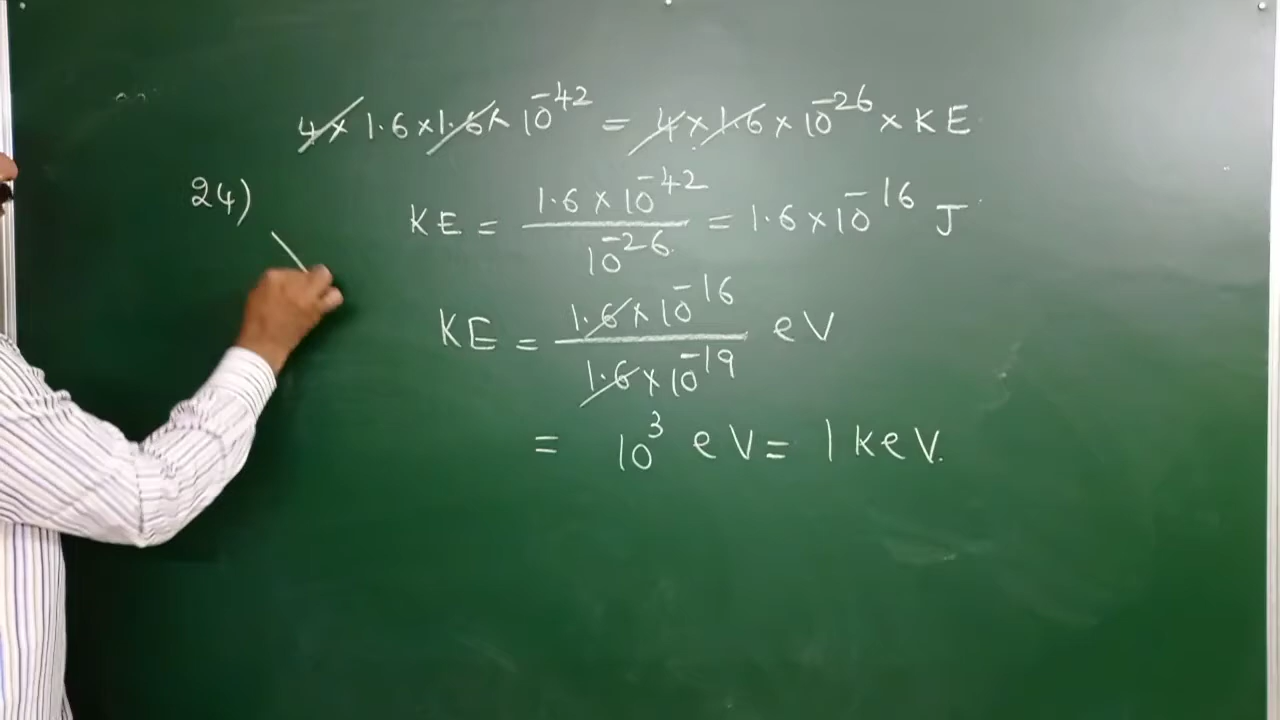 4 × 1.6 × 1.6 × 10⁻⁴² = 4 × 1.6 × 10⁻²⁶ × KE
24)
KE = 1.6 × 10⁻⁴² / 10⁻²⁶ = 1.6 × 10⁻¹⁶ J
KE = 1.6 × 10⁻¹⁶ / 1.6 × 10⁻¹⁹ eV
= 10³ eV = 1 keV.